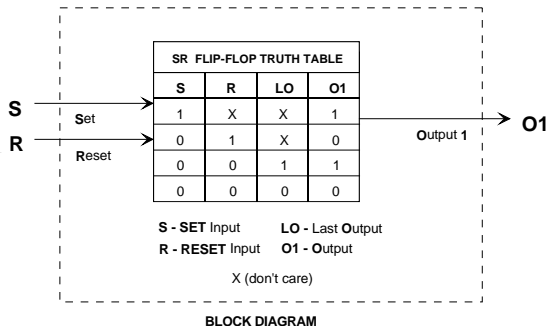 SR FLIP-FLOP TRUTH TABLE
S R LO O1
1 X X 1
0 1 X 0
0 0 1 1
0 0 0 0
S
Set
R
Reset
Output 1
O1
S - SET Input LO - Last Output
R - RESET Input O1 - Output
X (don't care)
BLOCK DIAGRAM